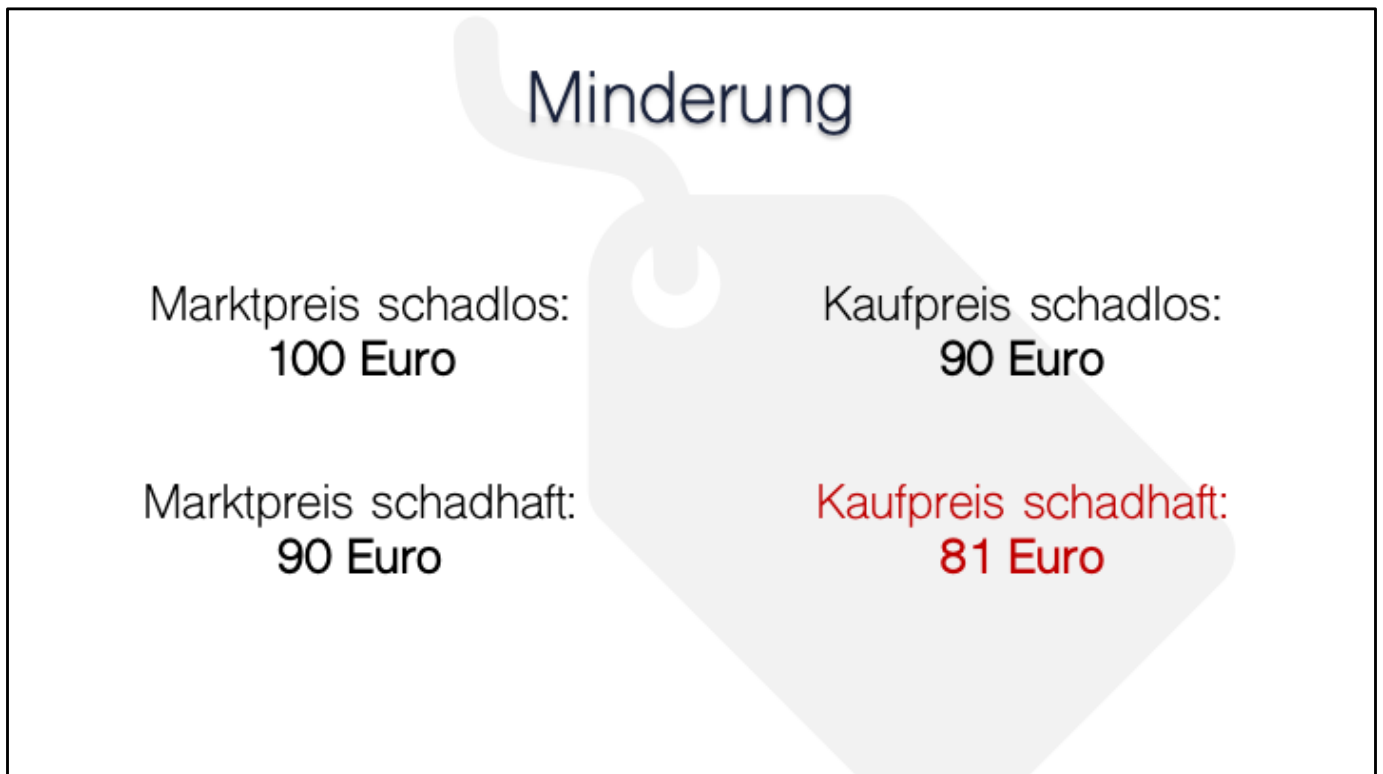 Minderung
Marktpreis schadlos:
100 Euro
Kaufpreis schadlos:
90 Euro
Marktpreis schadhaft:
90 Euro
Kaufpreis schadhaft:
81 Euro